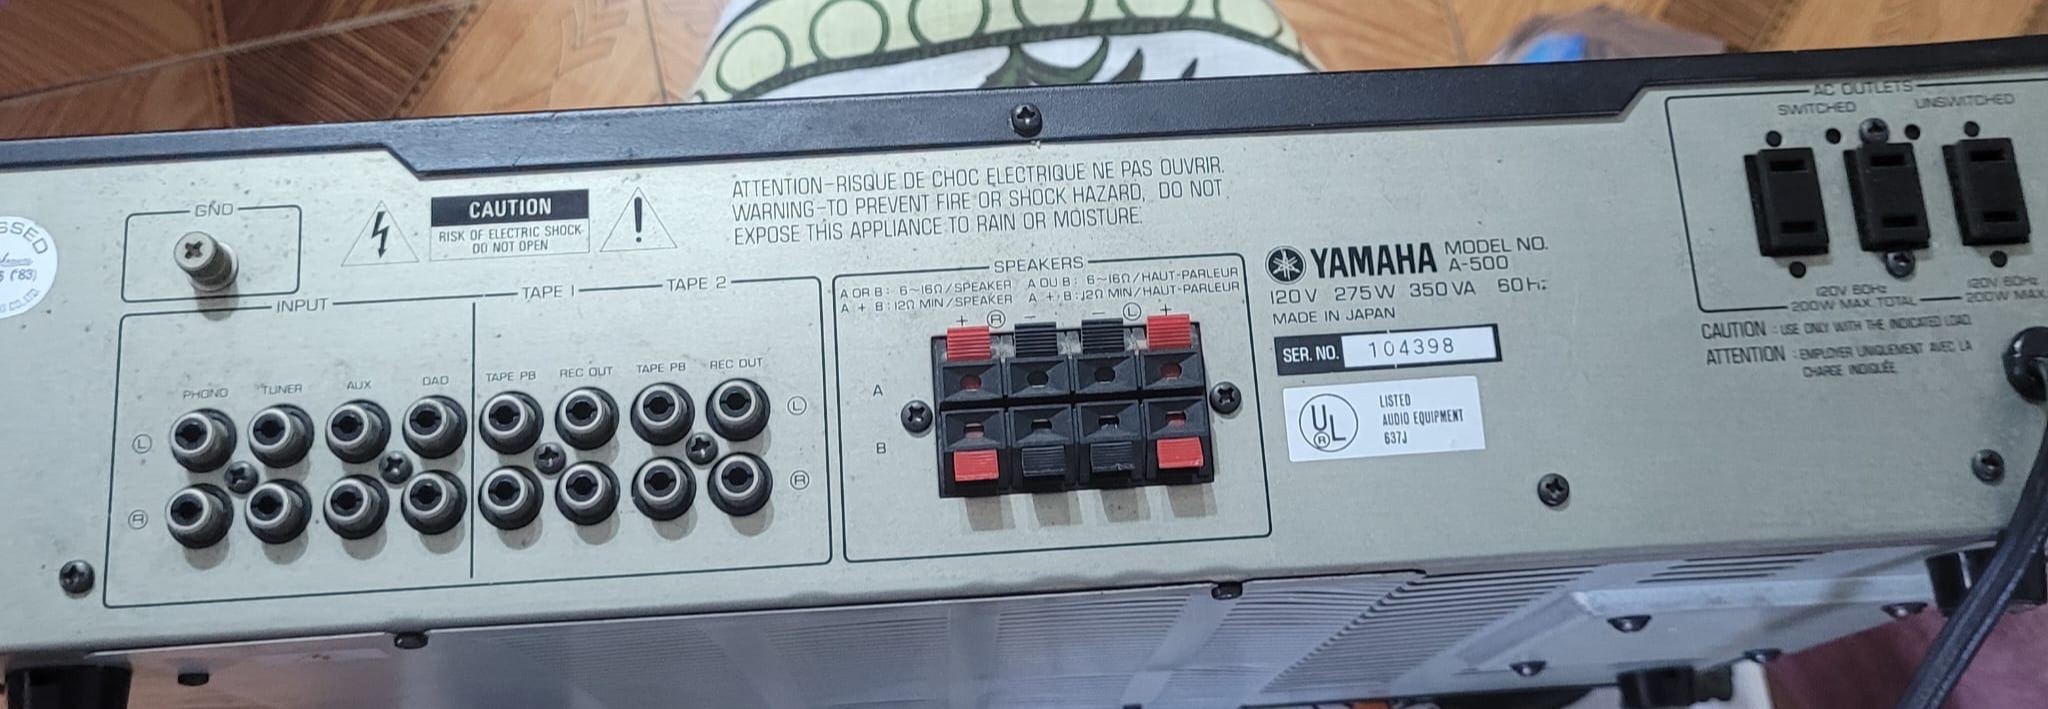 SSED
('83)
GND
CAUTION
RISK OF ELECTRIC SHOCK
DO NOT OPEN
ATTENTION-RISQUE DE CHOC ELECTRIQUE NE PAS OUVRIR.
WARNING-TO PREVENT FIRE OR SHOCK HAZARD, DO NOT
EXPOSE THIS APPLIANCE TO RAIN OR MOISTURE.
INPUT
TAPE 1
TAPE 2
PHONO
TUNER
AUX
DAD
TAPE PB
REC OUT
TAPE PB
REC OUT
L
L
R
R
SPEAKERS
A OR B: 6~16Ω/SPEAKER A OU B: 6~16Ω/HAUT-PARLEUR
A + B: 12Ω MIN/SPEAKER A + B: 12Ω MIN/HAUT-PARLEUR
+ R - - L +
A
B
YAMAHA MODEL NO.
A-500
120V 275W 350VA 60Hz
MADE IN JAPAN
SER. NO. 104398
UL
R
LISTED
AUDIO EQUIPMENT
637J
AC OUTLETS
SWITCHED
UNSWITCHED
120V 60Hz
200W MAX. TOTAL
120V 60Hz
200W MAX.
CAUTION : USE ONLY WITH THE INDICATED LOAD.
ATTENTION : EMPLOYER UNIQUEMENT AVEC LA
CHARGE INDIQUÉE.